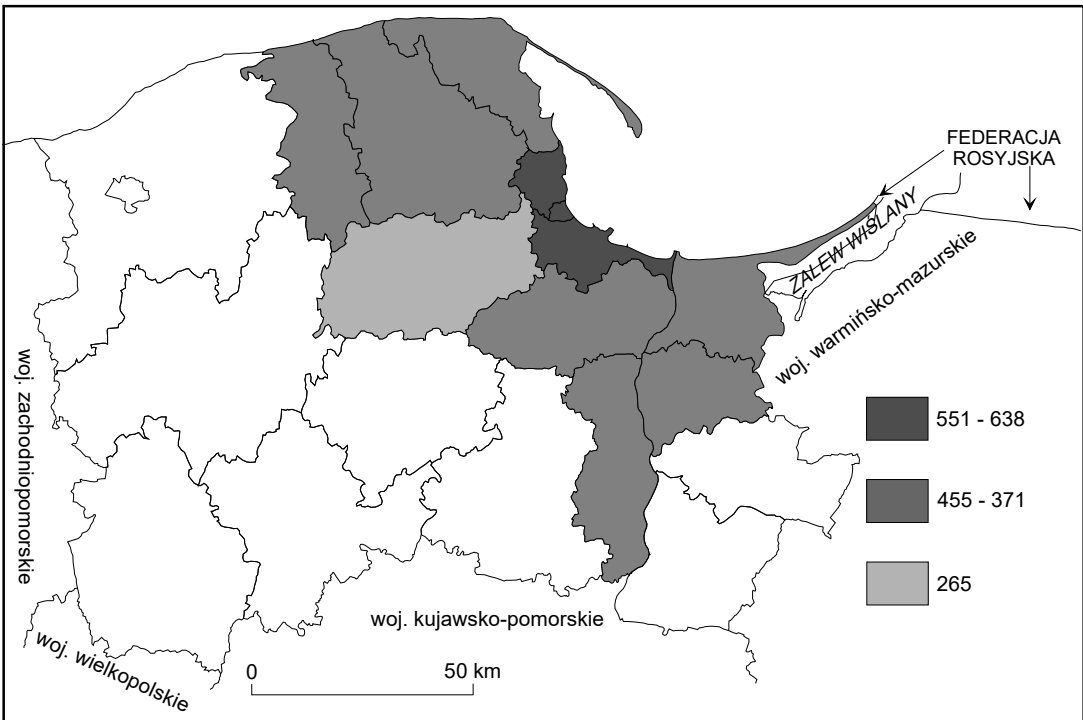 FEDERACJA
ROSYJSKA
ZALEW WIŚLANY
woj. warmińsko-mazurskie
woj. zachodniopomorskie
551 - 638
455 - 371
265
woj. kujawsko-pomorskie
woj. wielkopolskie
0
50 km